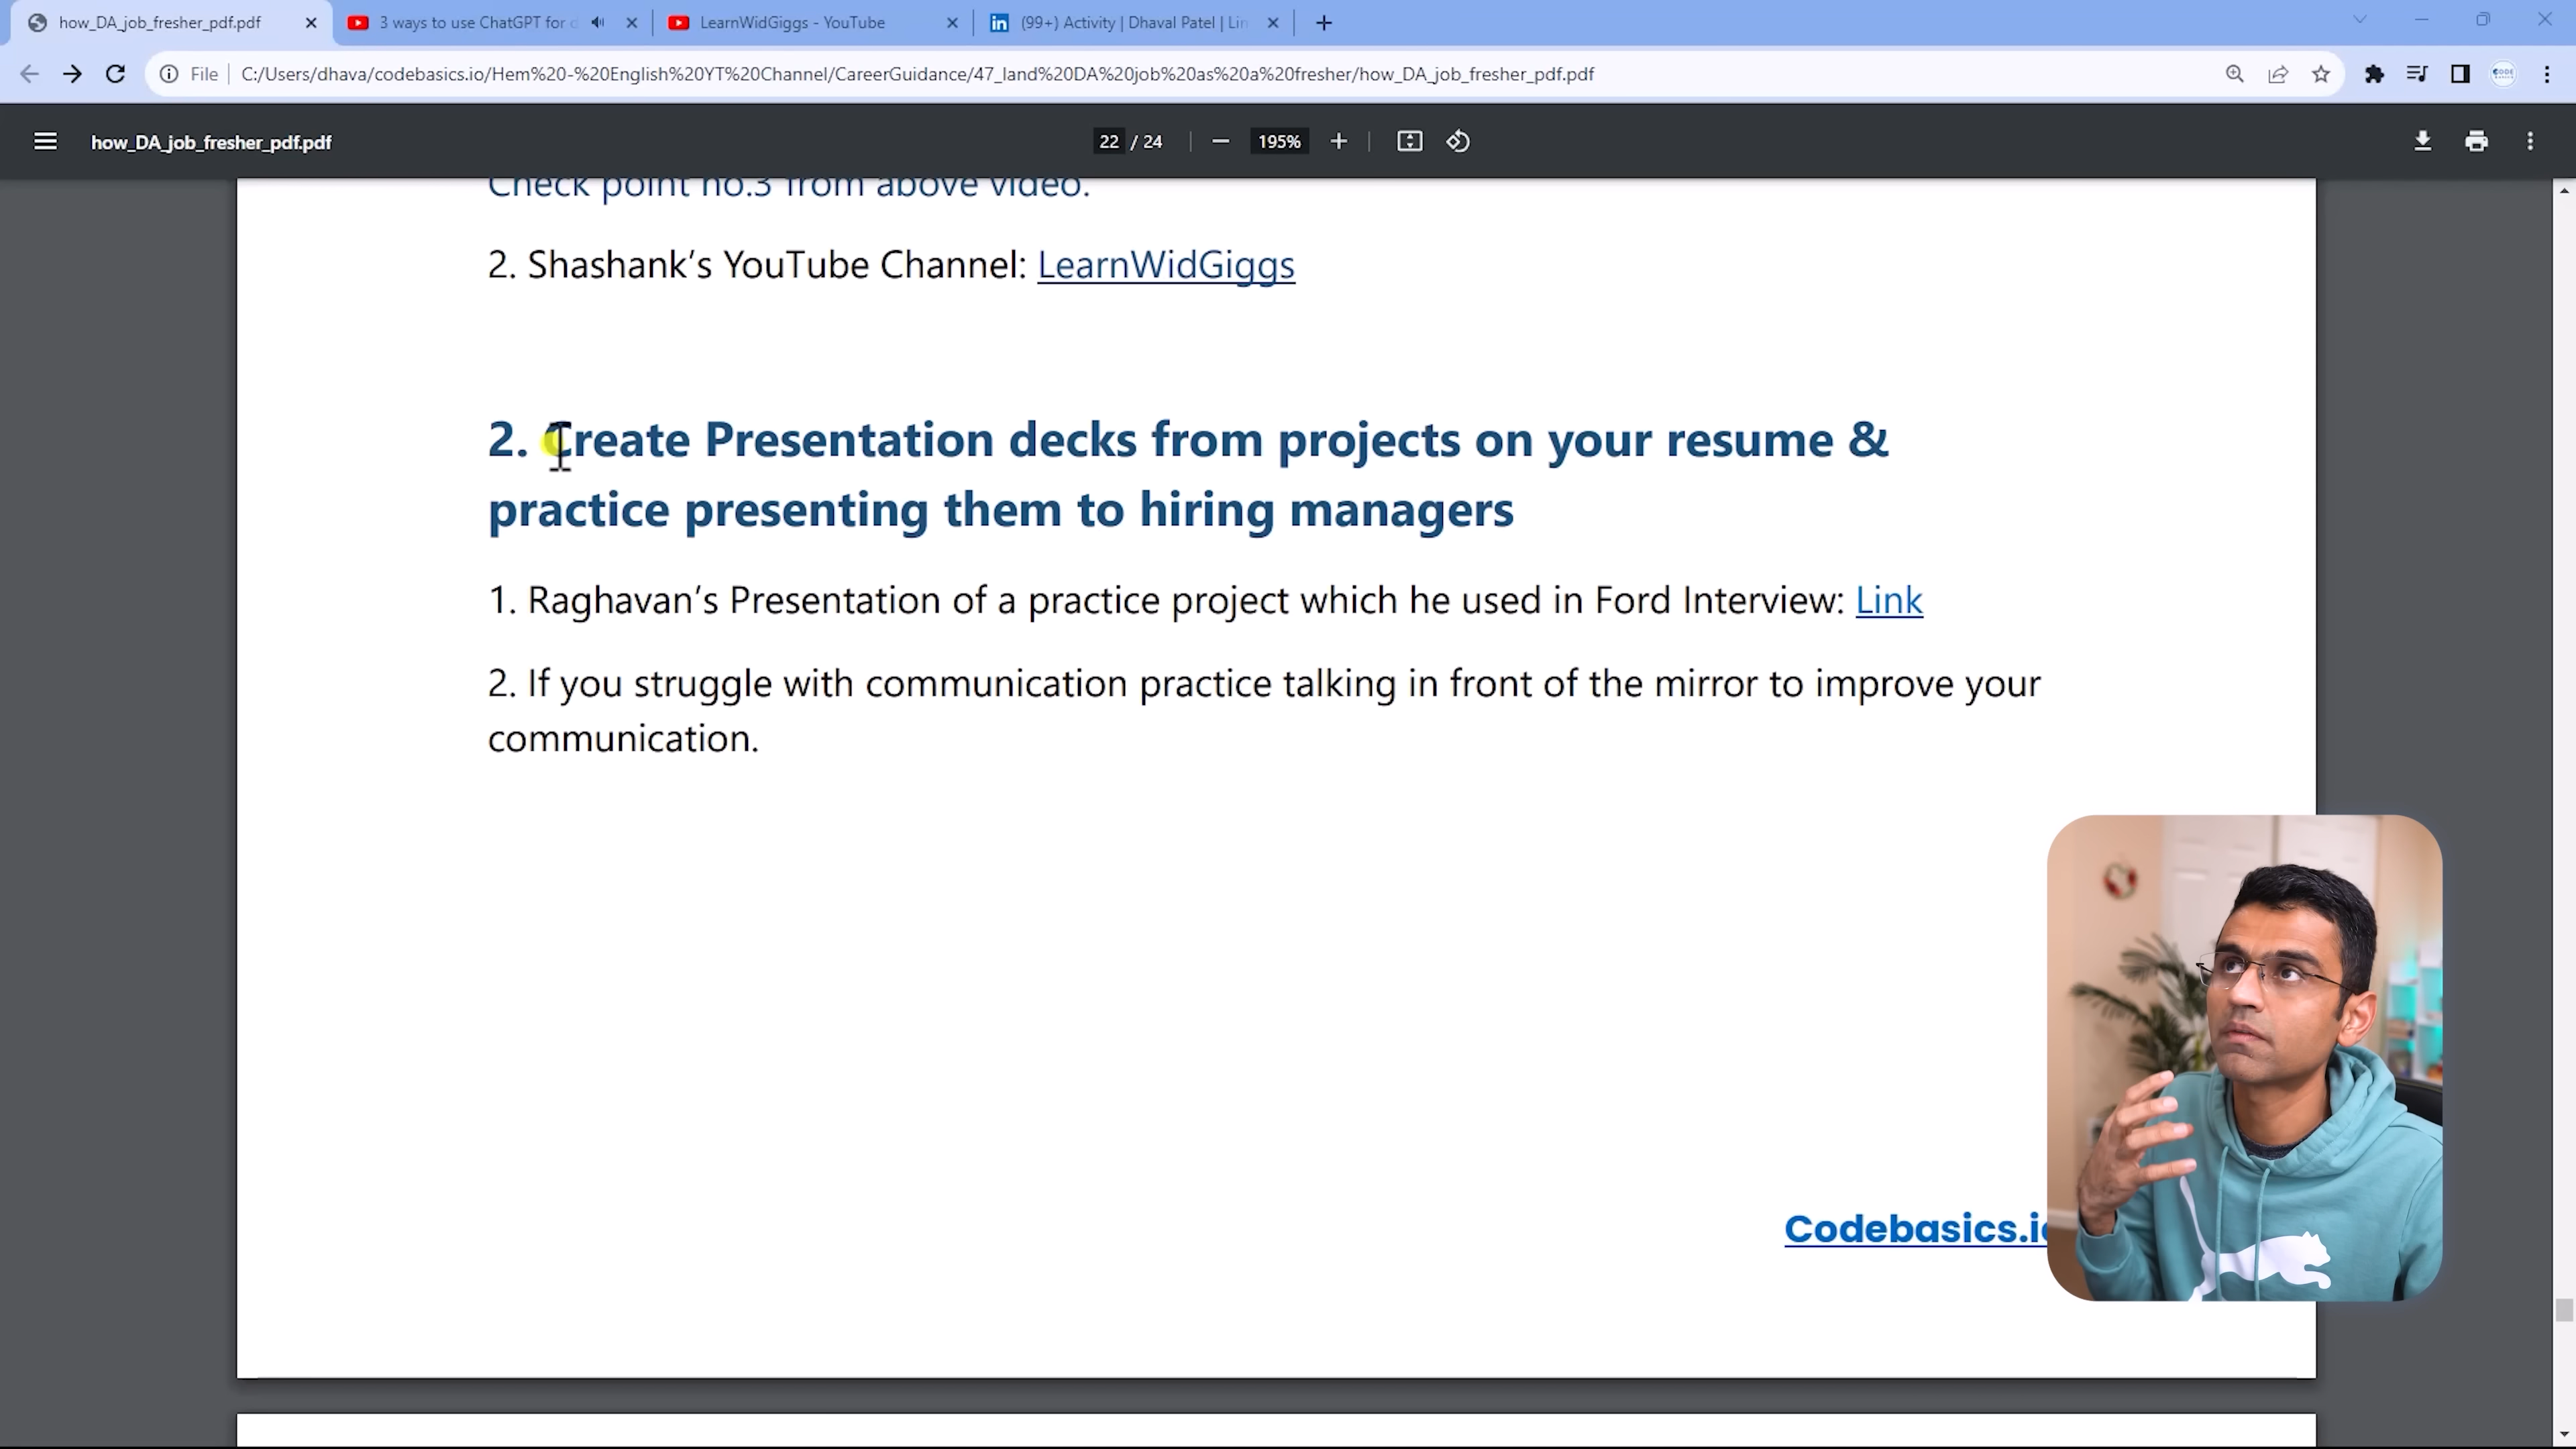 how_DA_job_fresher_pdf.pdf
3 ways to use ChatGPT for d
LearnWidGiggs - YouTube
(99+) Activity | Dhaval Patel | Lin
File
C:/Users/dhava/codebasics.io/Hem%20-%20English%20YT%20Channel/CareerGuidance/47_land%20DA%20job%20as%20a%20fresher/how_DA_job_fresher_pdf.pdf
how_DA_job_fresher_pdf.pdf
22 / 24
195%
Check point no.3 from above video.
2. Shashank’s YouTube Channel: LearnWidGiggs
2. Create Presentation decks from projects on your resume &
practice presenting them to hiring managers
1. Raghavan’s Presentation of a practice project which he used in Ford Interview: Link
2. If you struggle with communication practice talking in front of the mirror to improve your
communication.
Codebasics.i